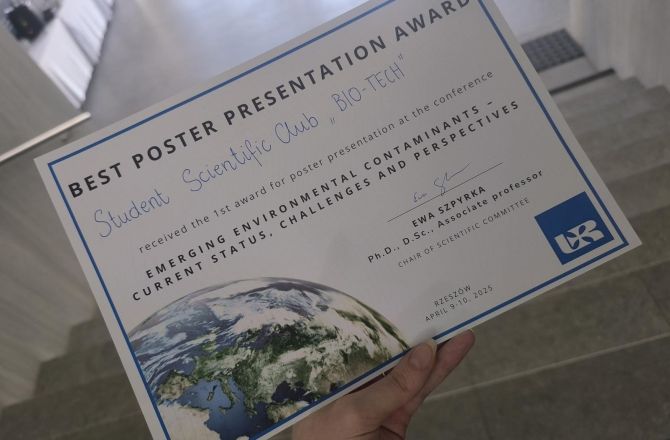 BEST POSTER PRESENTATION AWARD
Student Scientific Club „BIO-TECH"
received the 1st award for poster presentation at the conference
EMERGING ENVIRONMENTAL CONTAMINANTS –
CURRENT STATUS, CHALLENGES AND PERSPECTIVES
EWA SZPYRKA
Ph.D., D.Sc., Associate professor
CHAIR OF SCIENTIFIC COMMITTEE
RZESZÓW
APRIL 9-10, 2025